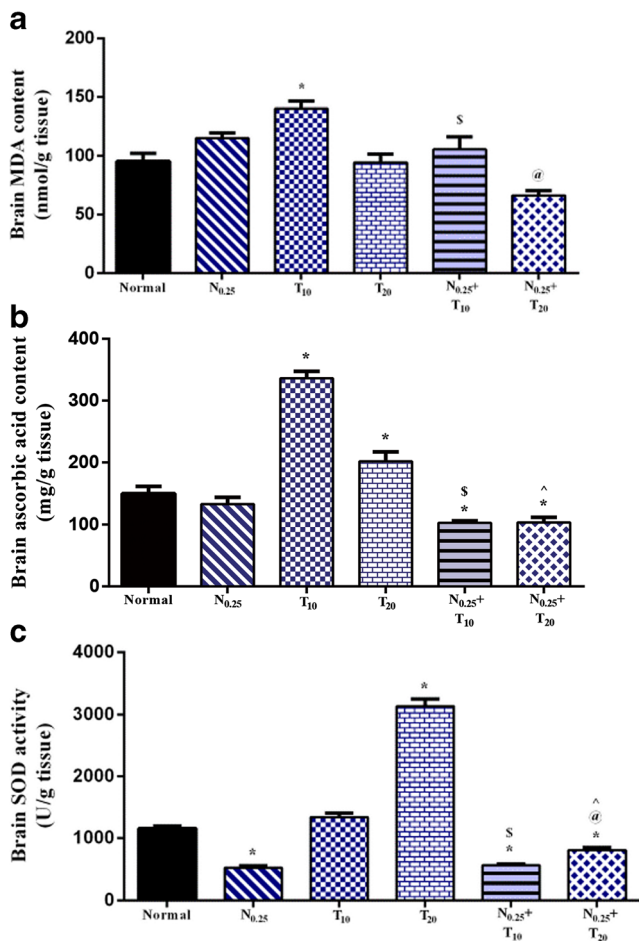 a
Brain MDA content
(nmol/g tissue)
200
150
100
50
0
*
$
@
Normal
N0.25
T10
T20
N0.25+
T10
N0.25+
T20
b
Brain ascorbic acid content
(mg/g tissue)
400
300
200
100
0
*
*
$
*
^
*
Normal
N0.25
T10
T20
N0.25+
T10
N0.25+
T20
c
Brain SOD activity
(U/g tissue)
4000
3000
2000
1000
0
*
*
$
*
^
@
*
Normal
N0.25
T10
T20
N0.25+
T10
N0.25+
T20